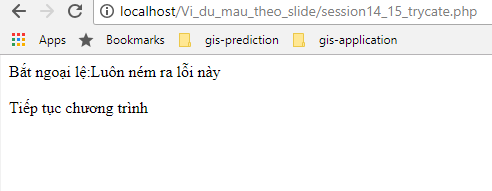 localhost/Vi_du_mau_theo_slide/session14_15_trycate.php
Apps Bookmarks gis-prediction gis-application
Bắt ngoại lệ:Luôn ném ra lỗi này
Tiếp tục chương trình